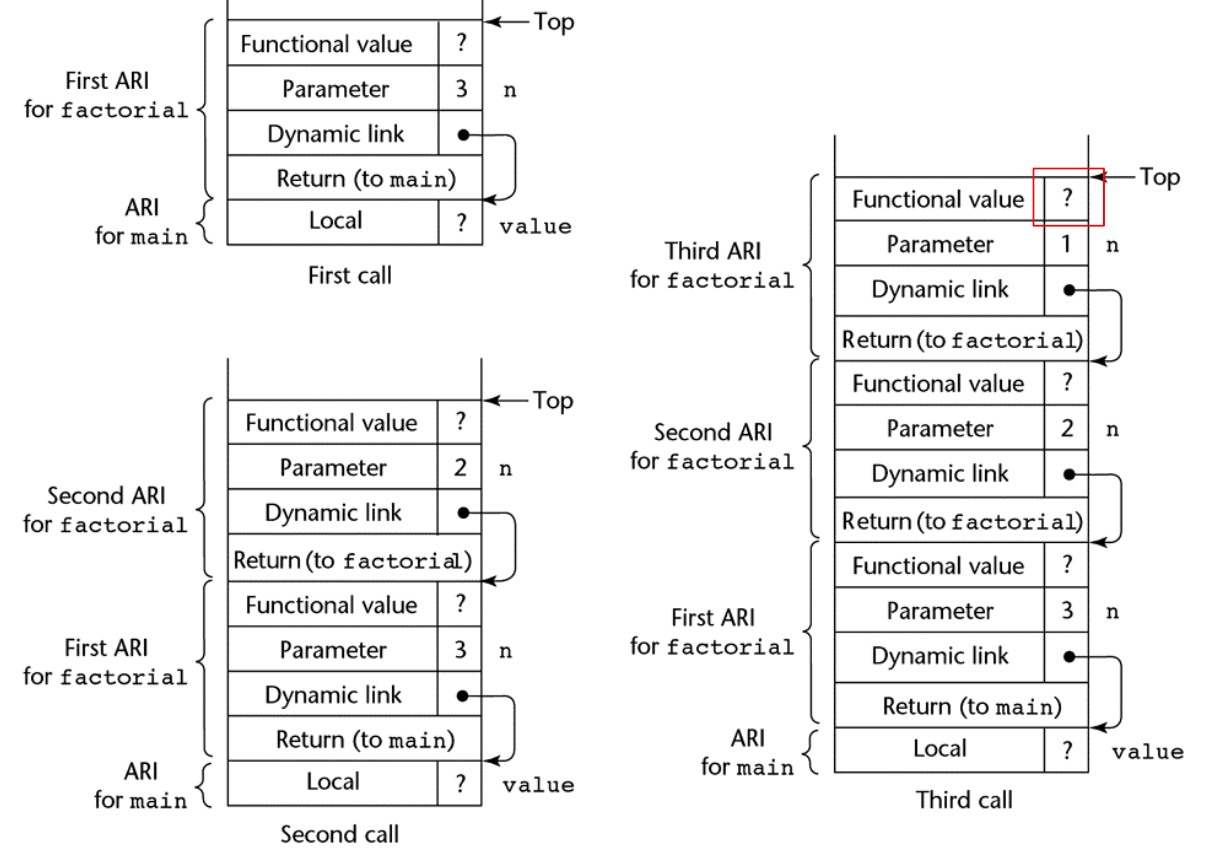 Top
Functional value ?
First ARI
for factorial
Parameter 3 n
Dynamic link
Return (to main)
ARI
for main
Local ? value
First call
Top
Functional value ?
Parameter 2 n
Second ARI
for factorial
Dynamic link
Return (to factorial)
Functional value ?
First ARI
for factorial
Parameter 3 n
Dynamic link
Return (to main)
ARI
for main
Local ? value
Second call
Top
Functional value ?
Third ARI
for factorial
Parameter 1 n
Dynamic link
Return (to factorial)
Functional value ?
Second ARI
for factorial
Parameter 2 n
Dynamic link
Return (to factorial)
Functional value ?
First ARI
for factorial
Parameter 3 n
Dynamic link
Return (to main)
ARI
for main
Local ? value
Third call